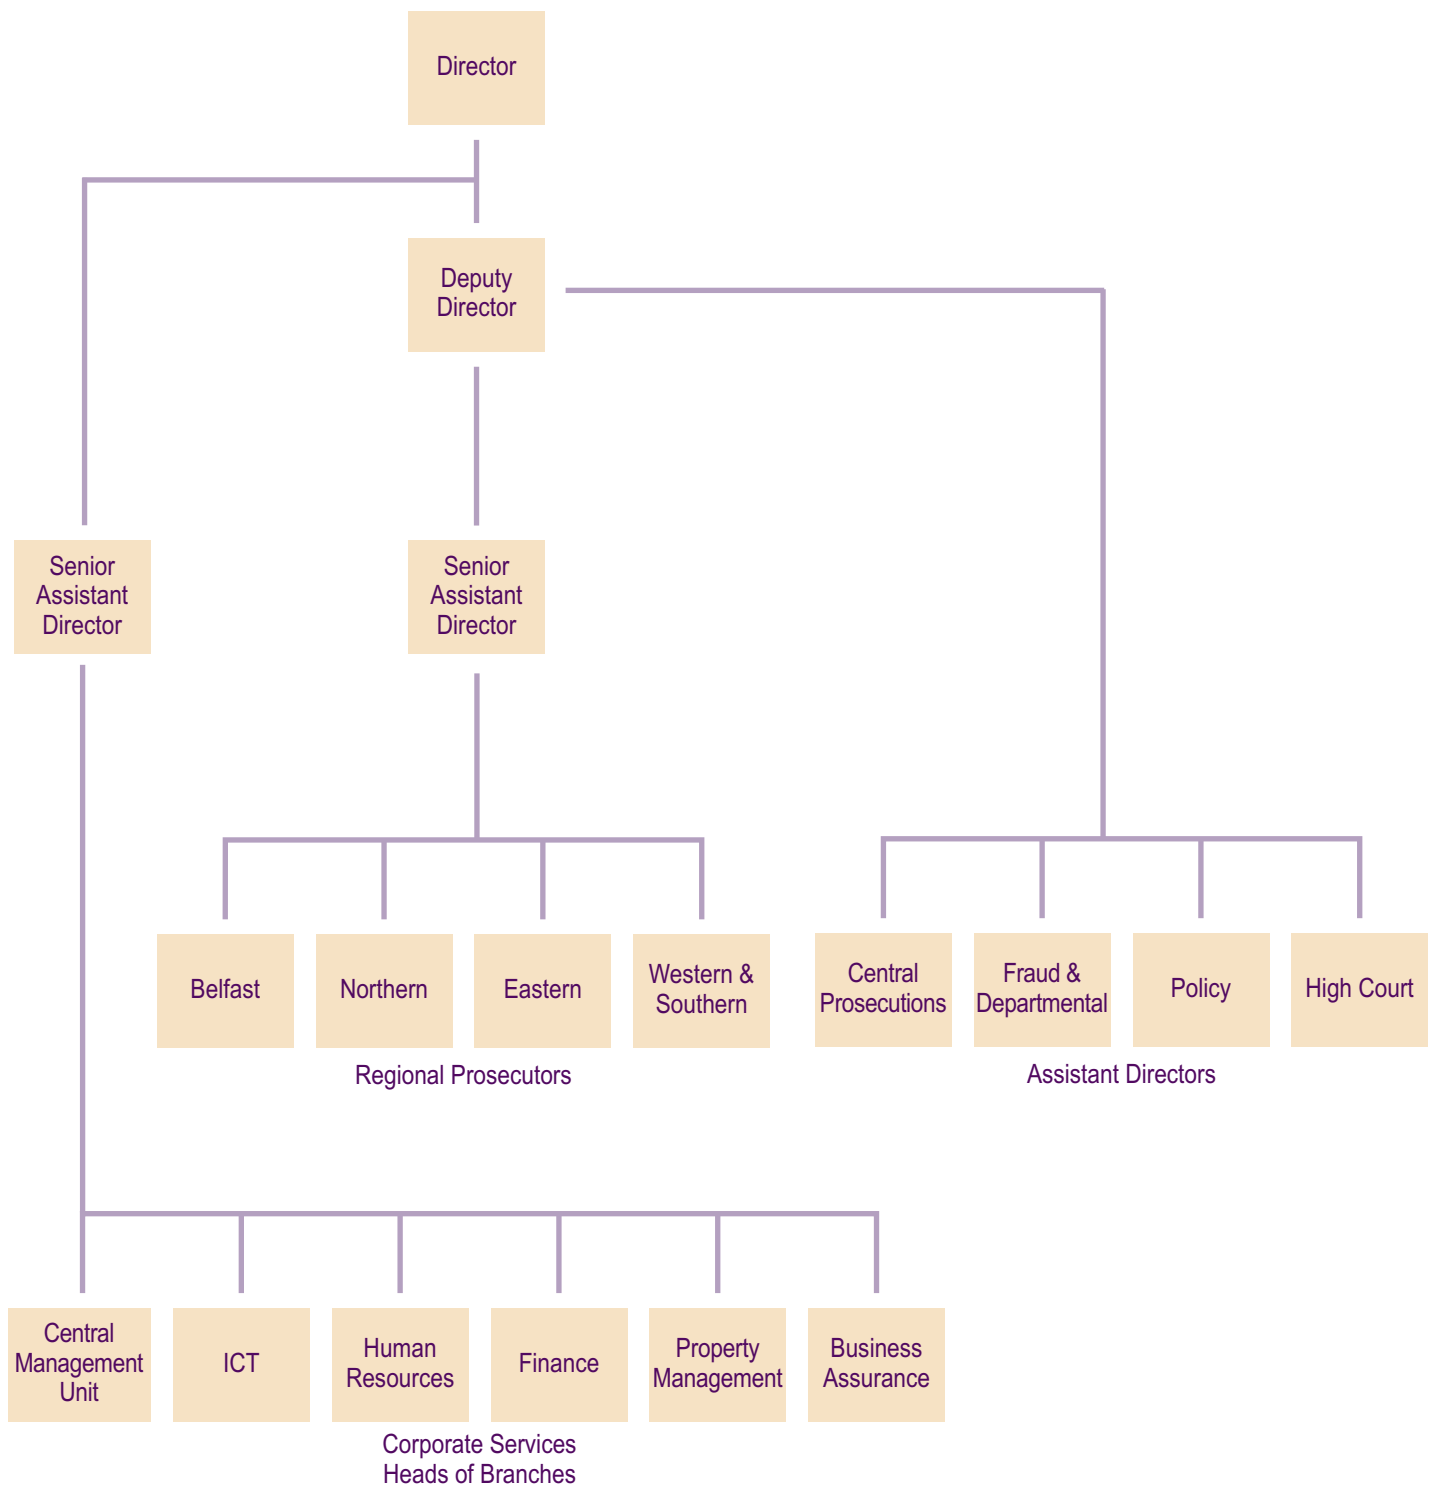 Director
Deputy
Director
Senior
Assistant
Director
Senior
Assistant
Director
Belfast
Northern
Eastern
Western &
Southern
Regional Prosecutors
Central
Prosecutions
Fraud &
Departmental
Policy
High Court
Assistant Directors
Central
Management
Unit
ICT
Human
Resources
Finance
Property
Management
Business
Assurance
Corporate Services
Heads of Branches